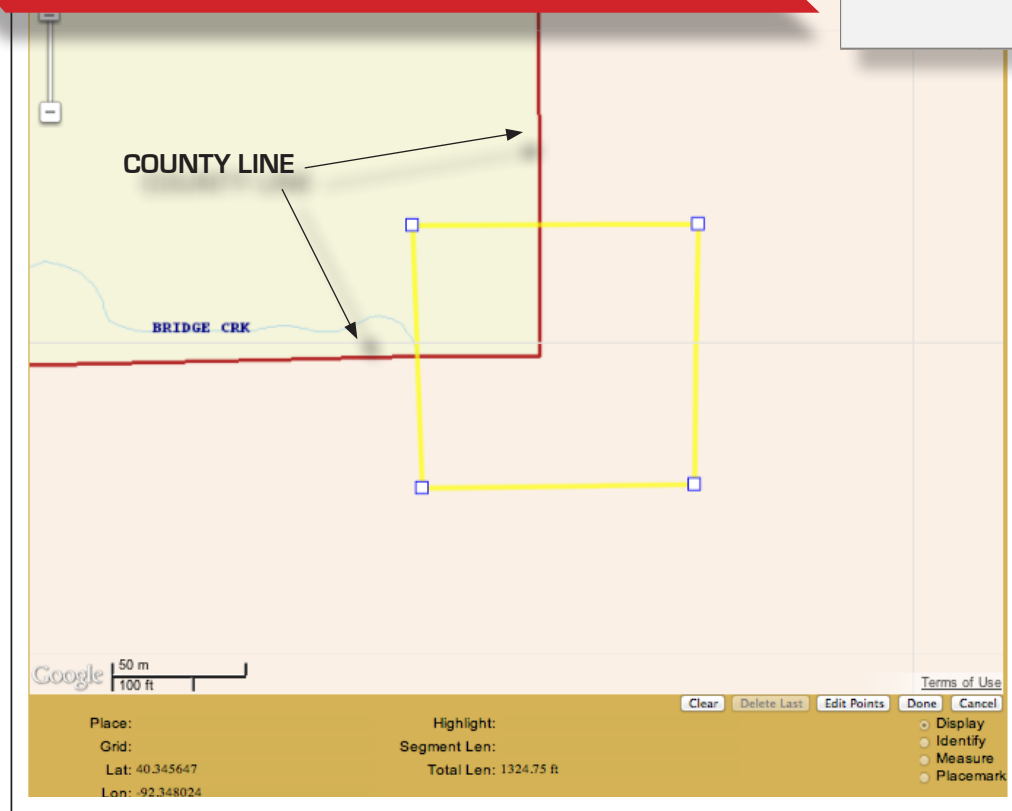 COUNTY LINE
BRIDGE CRK
Google
50 m
100 ft
Terms of Use
Clear Delete Last Edit Points Done Cancel
Place: Highlight: Display
Grid: Segment Len: Identify
Lat: 40.345647 Total Len: 1324.75 ft Measure
Lon: -92.348024 Placemark